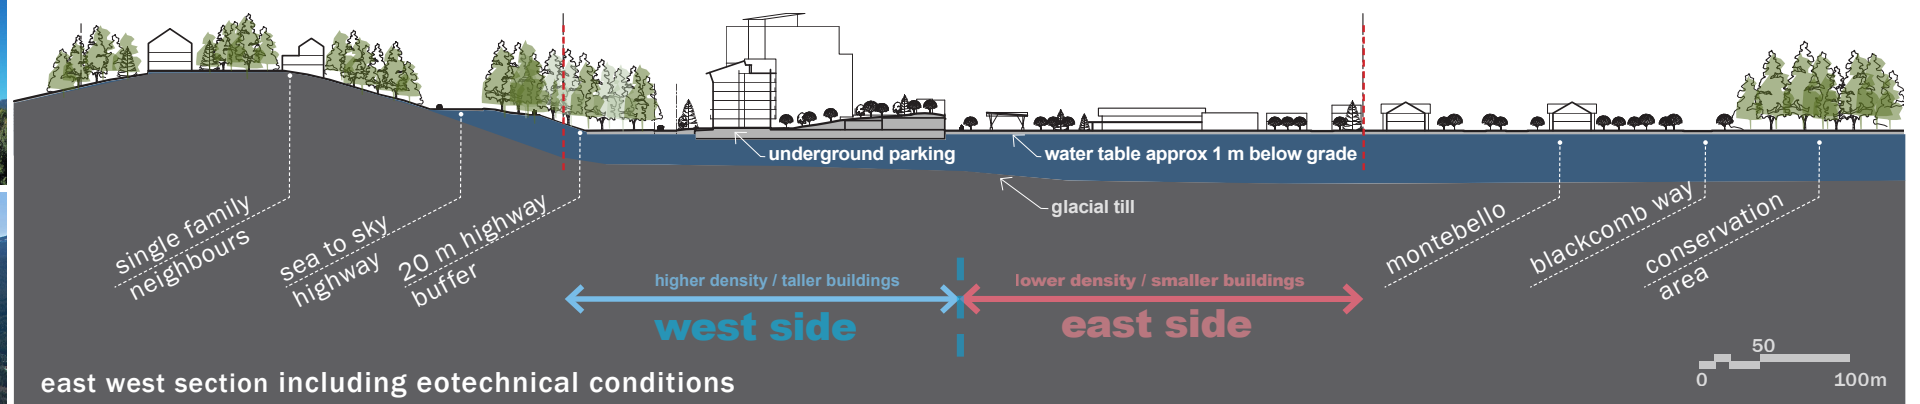 underground parking
water table approx 1 m below grade
glacial till
single family
neighbours
sea to sky
highway
20 m highway
buffer
montebello
blackcomb way
conservation
area
higher density / taller buildings
west side
lower density / smaller buildings
east side
50
0
100m
east west section including eotechnical conditions